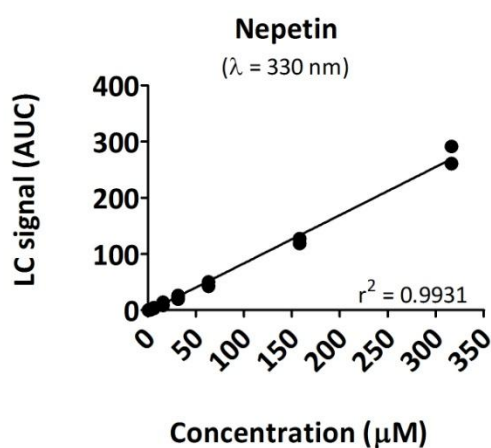 Nepetin
(λ = 330 nm)
LC signal (AUC)
400
300
200
100
0
r² = 0.9931
0
50
100
150
200
250
300
350
Concentration (μM)